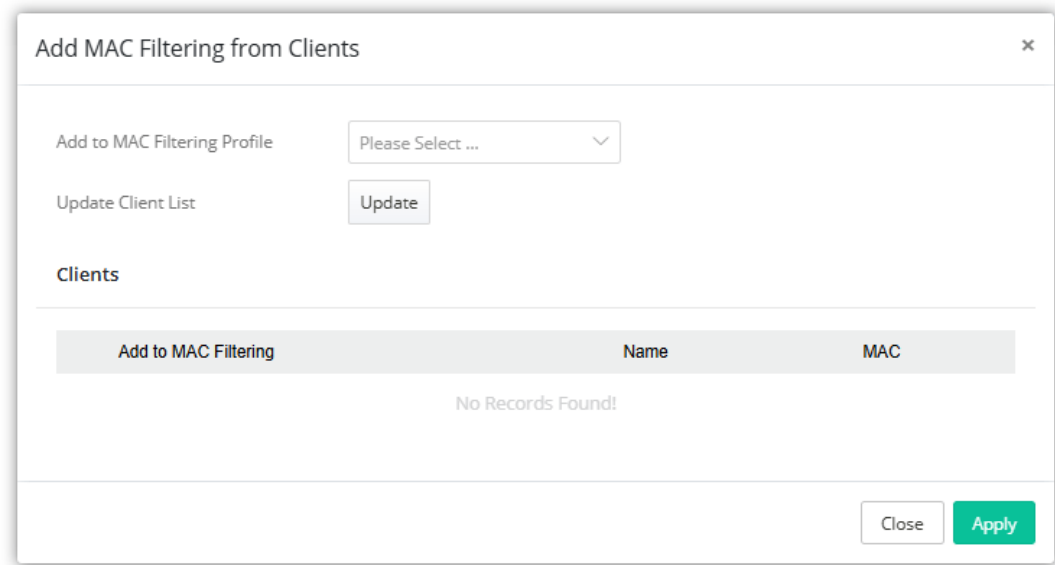 Add MAC Filtering from Clients ×
Add to MAC Filtering Profile Please Select ...
Update Client List Update
Clients
Add to MAC Filtering Name MAC
No Records Found!
Close Apply